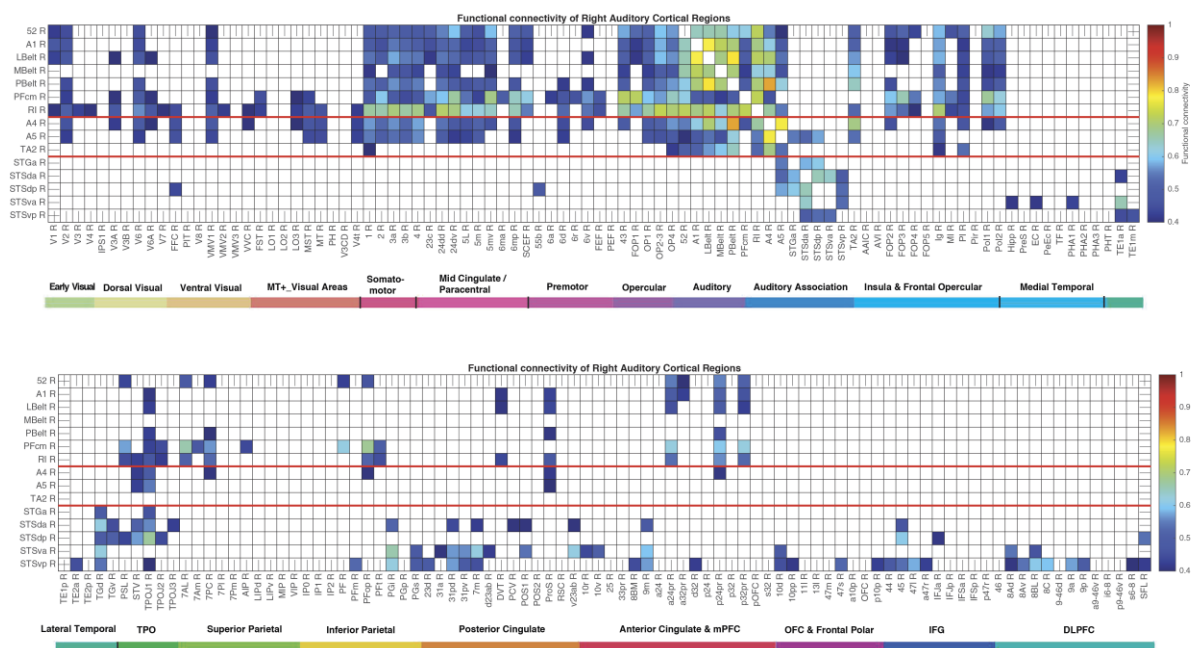 Functional connectivity of Right Auditory Cortical Regions
52 R
A1 R
LBelt R
MBelt R
PBelt R
PFcm R
RI R
A4 R
A5 R
TA2 R
STGa R
STSda R
STSdp R
STSva R
STSvp R
1
0.9
0.8
0.7
0.6
0.5
0.4
Functional connectivity
V1 R
V2 R
V3 R
V4 R
IPS1 R
V3A R
V3B R
V6 R
V6A R
V7 R
FFC R
PIT R
V8 R
VMV1 R
VMV2 R
VMV3 R
VVC R
FST R
LO1 R
LO2 R
LO3 R
MST R
MT R
PH R
V3CD R
V4t R
1 R
2 R
3a R
3b R
4 R
23c R
24dd R
24dv R
5L R
5m R
5mv R
6ma R
6mp R
SCEF R
55b R
6a R
6d R
6r R
6v R
FEF R
PEF R
43 R
FOP1 R
OP1 R
OP2-3 R
OP4 R
52 R
A1 R
LBelt R
MBelt R
PBelt R
PFcm R
RI R
A4 R
A5 R
STGa R
STSda R
STSdp R
STSva R
STSvp R
TA2 R
AAIC R
AVI R
FOP2 R
FOP3 R
FOP4 R
FOP5 R
Ig R
MI R
PI R
Pir R
PoI1 R
PoI2 R
Hipp R
PreS R
EC R
PeEc R
TF R
PHA1 R
PHA2 R
PHA3 R
PHT R
TE1a R
TE1m R
Early Visual
Dorsal Visual
Ventral Visual
MT+_Visual Areas
Somato-
motor
Mid Cingulate /
Paracentral
Premotor
Opercular
Auditory
Auditory Association
Insula & Frontal Opercular
Medial Temporal
Functional connectivity of Right Auditory Cortical Regions
52 R
A1 R
LBelt R
MBelt R
PBelt R
PFcm R
RI R
A4 R
A5 R
TA2 R
STGa R
STSda R
STSdp R
STSva R
STSvp R
1
0.9
0.8
0.7
0.6
0.5
0.4
Functional connectivity
TE1p R
TE2a R
TE2p R
TGd R
TGv R
PSL R
STV R
TPOJ1 R
TPOJ2 R
TPOJ3 R
7AL R
7Am R
7PC R
7Pl R
7Pm R
AIP R
LIPd R
LIPv R
MIP R
VIP R
IP0 R
IP1 R
IP2 R
PF R
PFm R
PFop R
PFt R
PGi R
PGp R
PGs R
23d R
31a R
31pd R
31pv R
7m R
d23ab R
DVT R
PCV R
POS1 R
POS2 R
ProS R
RSC R
v23ab R
10r R
10v R
25 R
33pr R
8BM R
9m R
a24 R
a24pr R
a32pr R
d32 R
p24 R
p24pr R
p32 R
p32pr R
pOFC R
s32 R
10d R
10pp R
11l R
13l R
47m R
47s R
a10p R
OFC R
p10p R
44 R
45 R
47l R
a47r R
IFJa R
IFJp R
IFSa R
IFSp R
p47r R
46 R
8Ad R
8Av R
8BL R
8C R
9-46d R
9a R
9p R
a9-46v R
i6-8 R
p9-46v R
s6-8 R
SFL R
Lateral Temporal
TPO
Superior Parietal
Inferior Parietal
Posterior Cingulate
Anterior Cingulate & mPFC
OFC & Frontal Polar
IFG
DLPFC